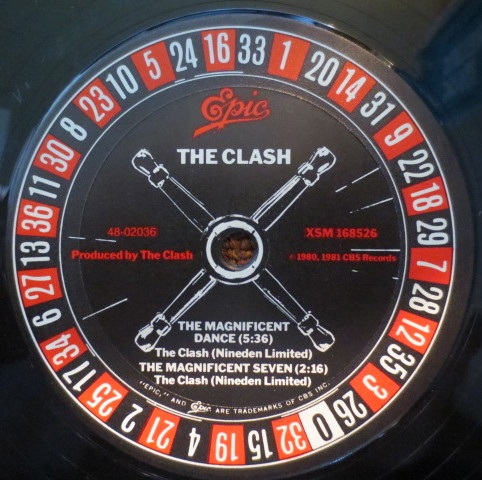 16 33 1 20 14 31 9 22 18 29 7 28 12 35 3 26 0 32 15 19 4 21 2 25 17 34 6 27 13 36 11 30 8 23 10 5 24
Epic
THE CLASH
48-02036
XSM 168526
Produced by The Clash
℗ 1980, 1981 CBS Records
THE MAGNIFICENT
DANCE (5:36)
The Clash (Nineden Limited)
THE MAGNIFICENT SEVEN (2:16)
The Clash (Nineden Limited)
"EPIC," AND Epic ARE TRADEMARKS OF CBS INC.